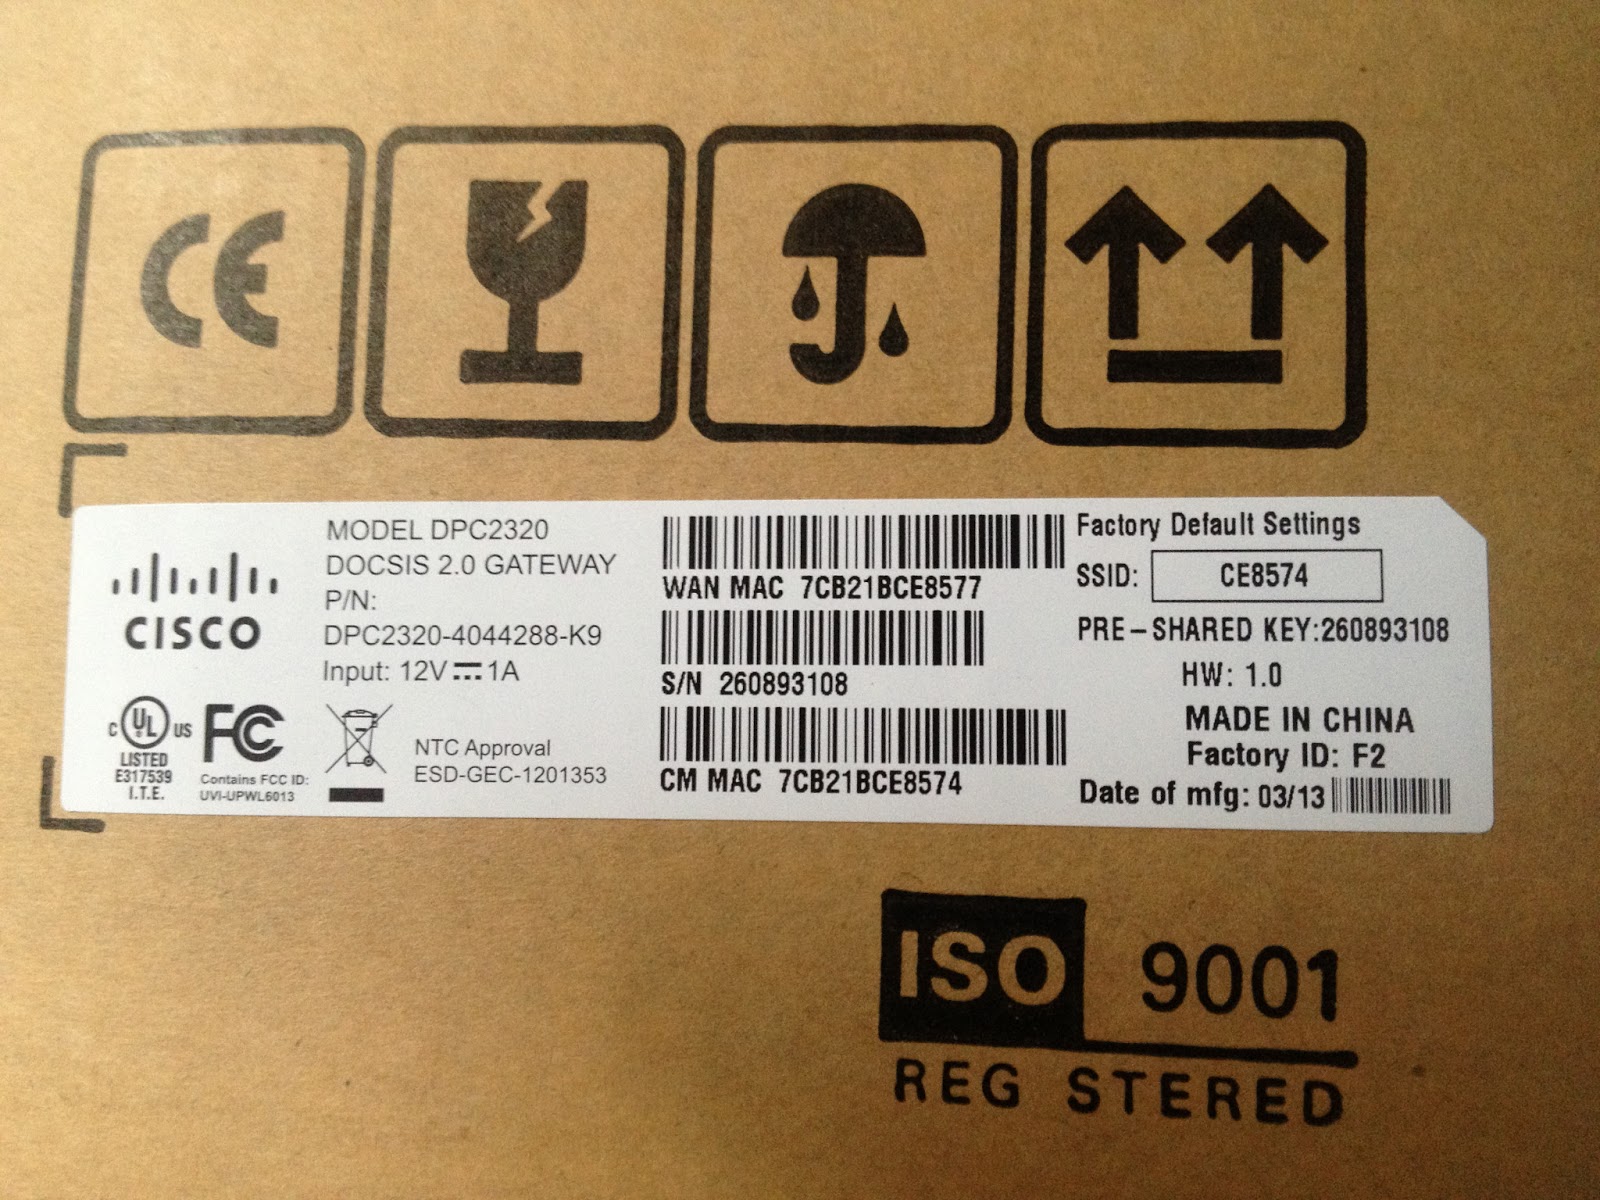 CE
CISCO
MODEL DPC2320
DOCSIS 2.0 GATEWAY
P/N:
DPC2320-4044288-K9
Input: 12V⎓1A
C UL US
LISTED
E317539
I.T.E.
FC
Contains FCC ID:
UVI-UPWL6013
NTC Approval
ESD-GEC-1201353
WAN MAC 7CB21BCE8577
S/N 260893108
CM MAC 7CB21BCE8574
Factory Default Settings
SSID: CE8574
PRE-SHARED KEY:260893108
HW: 1.0
MADE IN CHINA
Factory ID: F2
Date of mfg: 03/13
ISO 9001
REG STERED